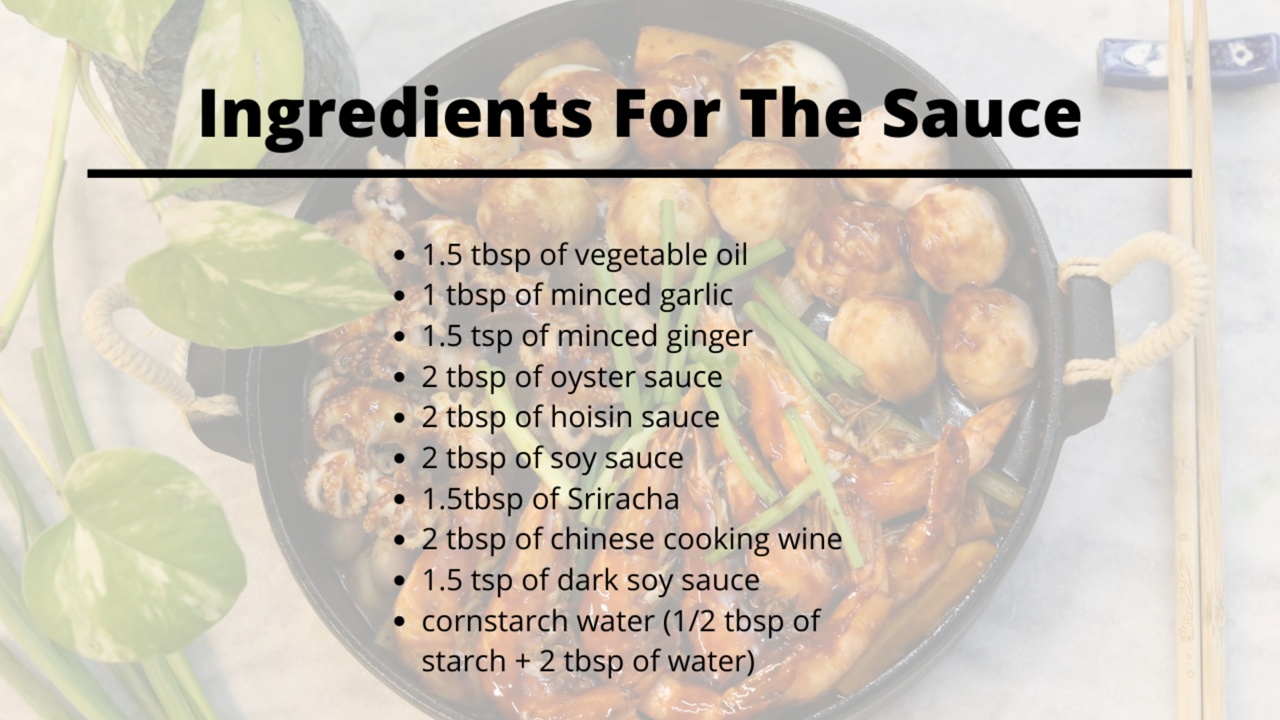 Ingredients For The Sauce
• 1.5 tbsp of vegetable oil
• 1 tbsp of minced garlic
• 1.5 tsp of minced ginger
• 2 tbsp of oyster sauce
• 2 tbsp of hoisin sauce
• 2 tbsp of soy sauce
• 1.5tbsp of Sriracha
• 2 tbsp of chinese cooking wine
• 1.5 tsp of dark soy sauce
• cornstarch water (1/2 tbsp of
starch + 2 tbsp of water)